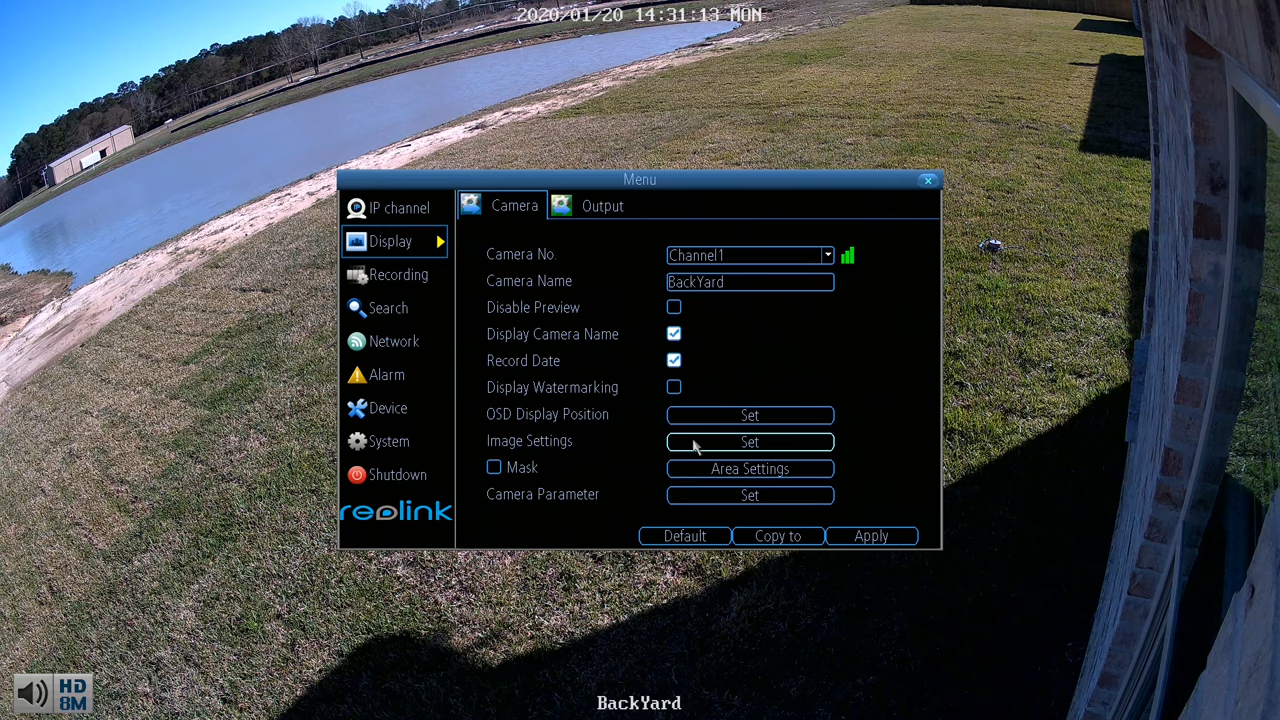 2020/01/20 14:31:13 MON
Menu
IP channel
Display
Recording
Search
Network
Alarm
Device
System
Shutdown
reolink
Camera
Output
Camera No.
Channel1
Camera Name
BackYard
Disable Preview
Display Camera Name
Record Date
Display Watermarking
OSD Display Position
Set
Image Settings
Set
Mask
Area Settings
Camera Parameter
Set
Default
Copy to
Apply
HD
8M
BackYard